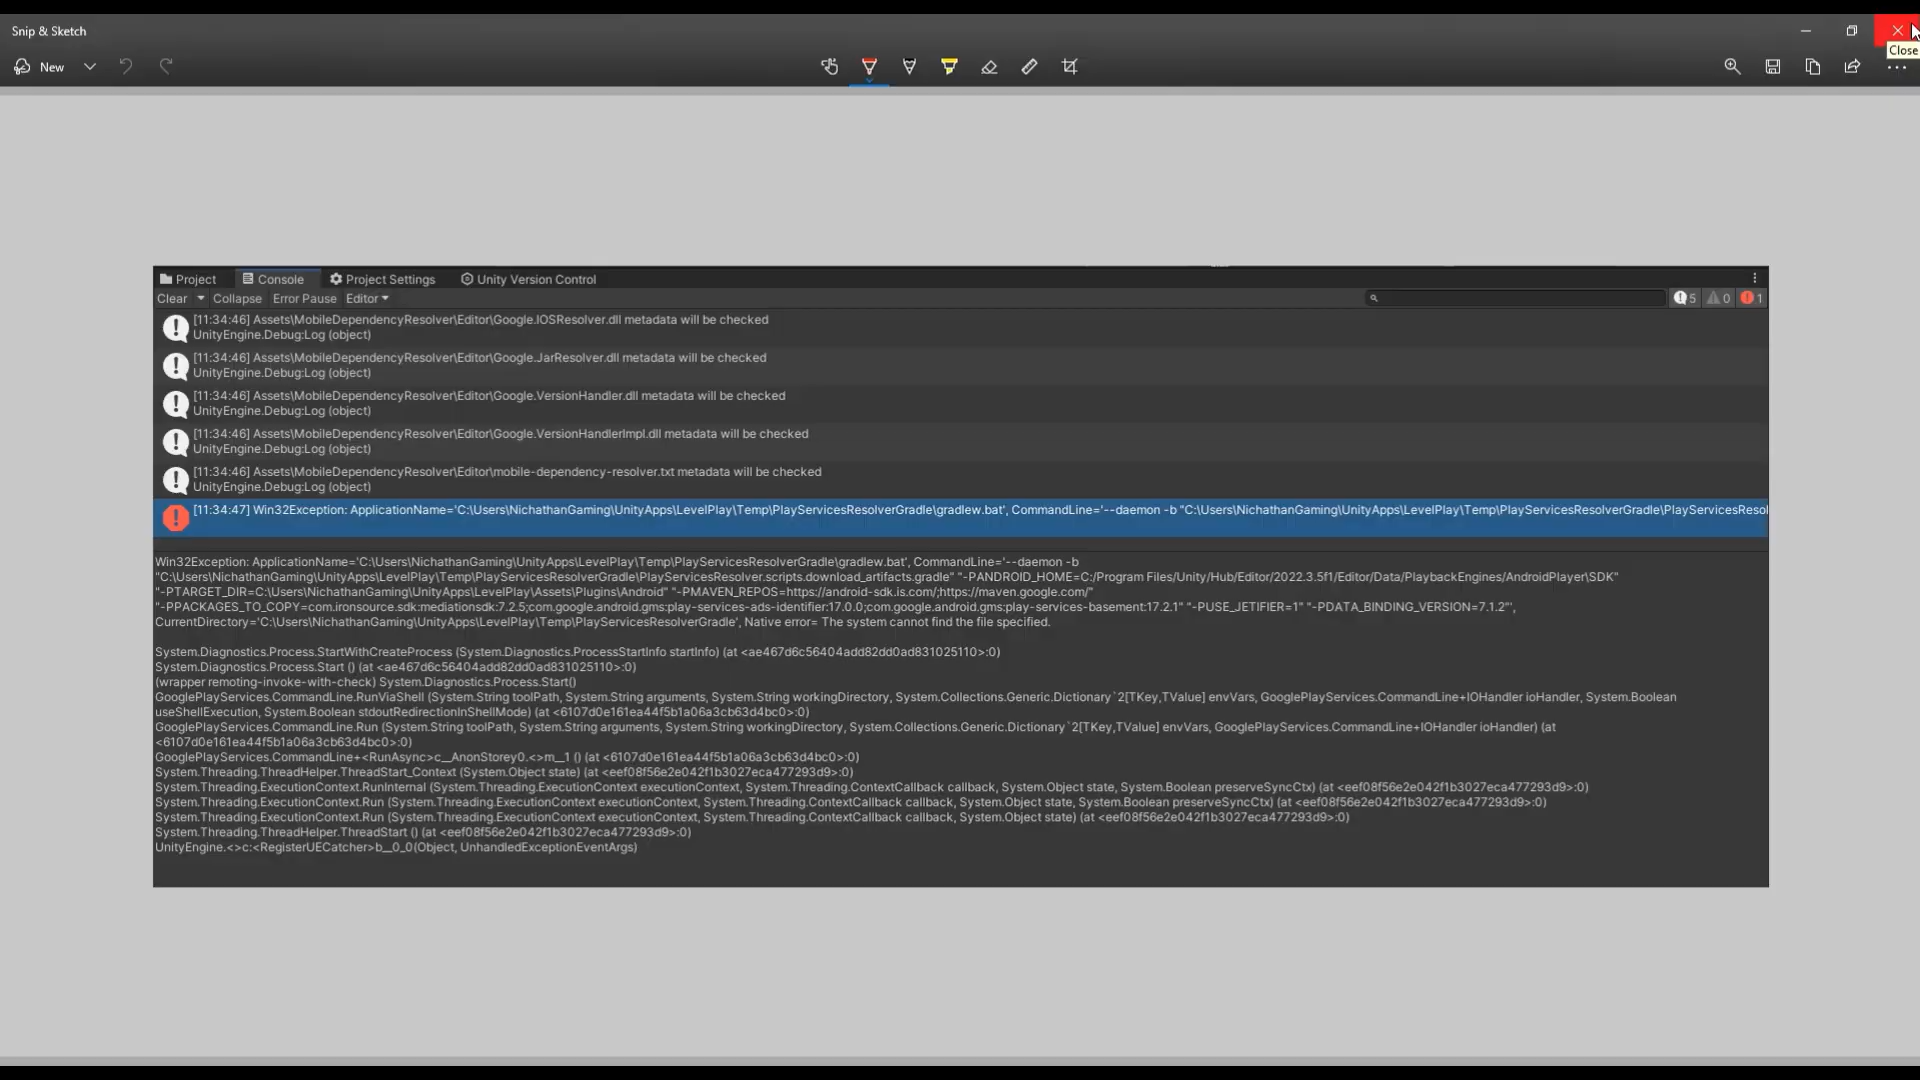 Snip & Sketch
Close
New
Project Console Project Settings Unity Version Control
Clear Collapse Error Pause Editor 5 0 1
[11:34:46] Assets\MobileDependencyResolver\Editor\Google.IOSResolver.dll metadata will be checked
UnityEngine.Debug:Log (object)
[11:34:46] Assets\MobileDependencyResolver\Editor\Google.JarResolver.dll metadata will be checked
UnityEngine.Debug:Log (object)
[11:34:46] Assets\MobileDependencyResolver\Editor\Google.VersionHandler.dll metadata will be checked
UnityEngine.Debug:Log (object)
[11:34:46] Assets\MobileDependencyResolver\Editor\Google.VersionHandlerImpl.dll metadata will be checked
UnityEngine.Debug:Log (object)
[11:34:46] Assets\MobileDependencyResolver\Editor\mobile-dependency-resolver.txt metadata will be checked
UnityEngine.Debug:Log (object)
[11:34:47] Win32Exception: ApplicationName='C:\Users\NichathanGaming\UnityApps\LevelPlay\Temp\PlayServicesResolverGradle\gradlew.bat', CommandLine='--daemon -b "C:\Users\NichathanGaming\UnityApps\LevelPlay\Temp\PlayServicesResolverGradle\PlayServicesResol
Win32Exception: ApplicationName='C:\Users\NichathanGaming\UnityApps\LevelPlay\Temp\PlayServicesResolverGradle\gradlew.bat', CommandLine='--daemon -b
"C:\Users\NichathanGaming\UnityApps\LevelPlay\Temp\PlayServicesResolverGradle\PlayServicesResolver.scripts.download_artifacts.gradle" "-PANDROID_HOME=C:/Program Files/Unity/Hub/Editor/2022.3.5f1/Editor/Data/PlaybackEngines/AndroidPlayer\SDK"
"-PTARGET_DIR=C:\Users\NichathanGaming\UnityApps\LevelPlay\Assets\Plugins\Android" "-PMAVEN_REPOS=https://android-sdk.is.com/;https://maven.google.com/"
"-PPACKAGES_TO_COPY=com.ironsource.sdk:mediationsdk:7.2.5;com.google.android.gms:play-services-ads-identifier:17.0.0;com.google.android.gms:play-services-basement:17.2.1" "-PUSE_JETIFIER=1" "-PDATA_BINDING_VERSION=7.1.2"',
CurrentDirectory='C:\Users\NichathanGaming\UnityApps\LevelPlay\Temp\PlayServicesResolverGradle', Native error= The system cannot find the file specified.
System.Diagnostics.Process.StartWithCreateProcess (System.Diagnostics.ProcessStartInfo startInfo) (at <ae467d6c56404add82dd0ad831025110>:0)
System.Diagnostics.Process.Start () (at <ae467d6c56404add82dd0ad831025110>:0)
(wrapper remoting-invoke-with-check) System.Diagnostics.Process.Start()
GooglePlayServices.CommandLine.RunViaShell (System.String toolPath, System.String arguments, System.String workingDirectory, System.Collections.Generic.Dictionary`2[TKey,TValue] envVars, GooglePlayServices.CommandLine+IOHandler ioHandler, System.Boolean
useShellExecution, System.Boolean stdoutRedirectionInShellMode) (at <6107d0e161ea44f5b1a06a3cb63d4bc0>:0)
GooglePlayServices.CommandLine.Run (System.String toolPath, System.String arguments, System.String workingDirectory, System.Collections.Generic.Dictionary`2[TKey,TValue] envVars, GooglePlayServices.CommandLine+IOHandler ioHandler) (at
<6107d0e161ea44f5b1a06a3cb63d4bc0>:0)
GooglePlayServices.CommandLine+<RunAsync>c__AnonStorey0.<>m__1 () (at <6107d0e161ea44f5b1a06a3cb63d4bc0>:0)
System.Threading.ThreadHelper.ThreadStart_Context (System.Object state) (at <eef08f56e2e042f1b3027eca477293d9>:0)
System.Threading.ExecutionContext.RunInternal (System.Threading.ExecutionContext executionContext, System.Threading.ContextCallback callback, System.Object state, System.Boolean preserveSyncCtx) (at <eef08f56e2e042f1b3027eca477293d9>:0)
System.Threading.ExecutionContext.Run (System.Threading.ExecutionContext executionContext, System.Threading.ContextCallback callback, System.Object state, System.Boolean preserveSyncCtx) (at <eef08f56e2e042f1b3027eca477293d9>:0)
System.Threading.ExecutionContext.Run (System.Threading.ExecutionContext executionContext, System.Threading.ContextCallback callback, System.Object state) (at <eef08f56e2e042f1b3027eca477293d9>:0)
System.Threading.ThreadHelper.ThreadStart () (at <eef08f56e2e042f1b3027eca477293d9>:0)
UnityEngine.<>c:<RegisterUECatcher>b__0_0(Object, UnhandledExceptionEventArgs)